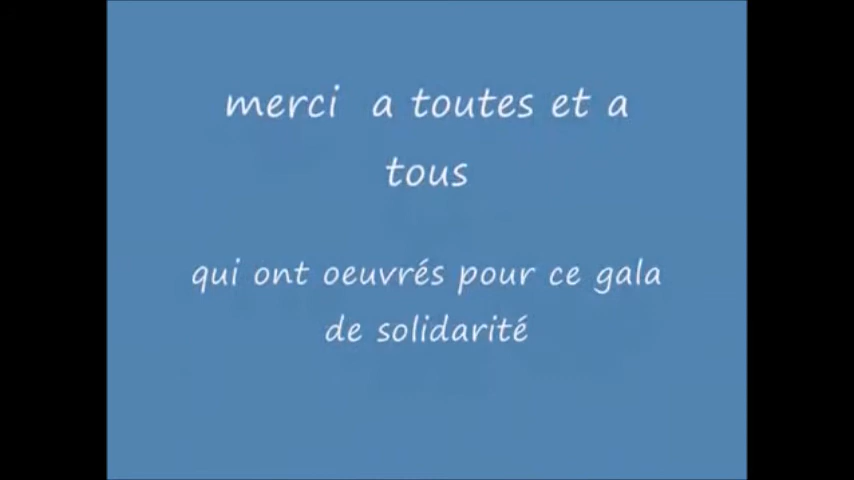 merci a toutes et a
tous
qui ont oeuvrés pour ce gala
de solidarité